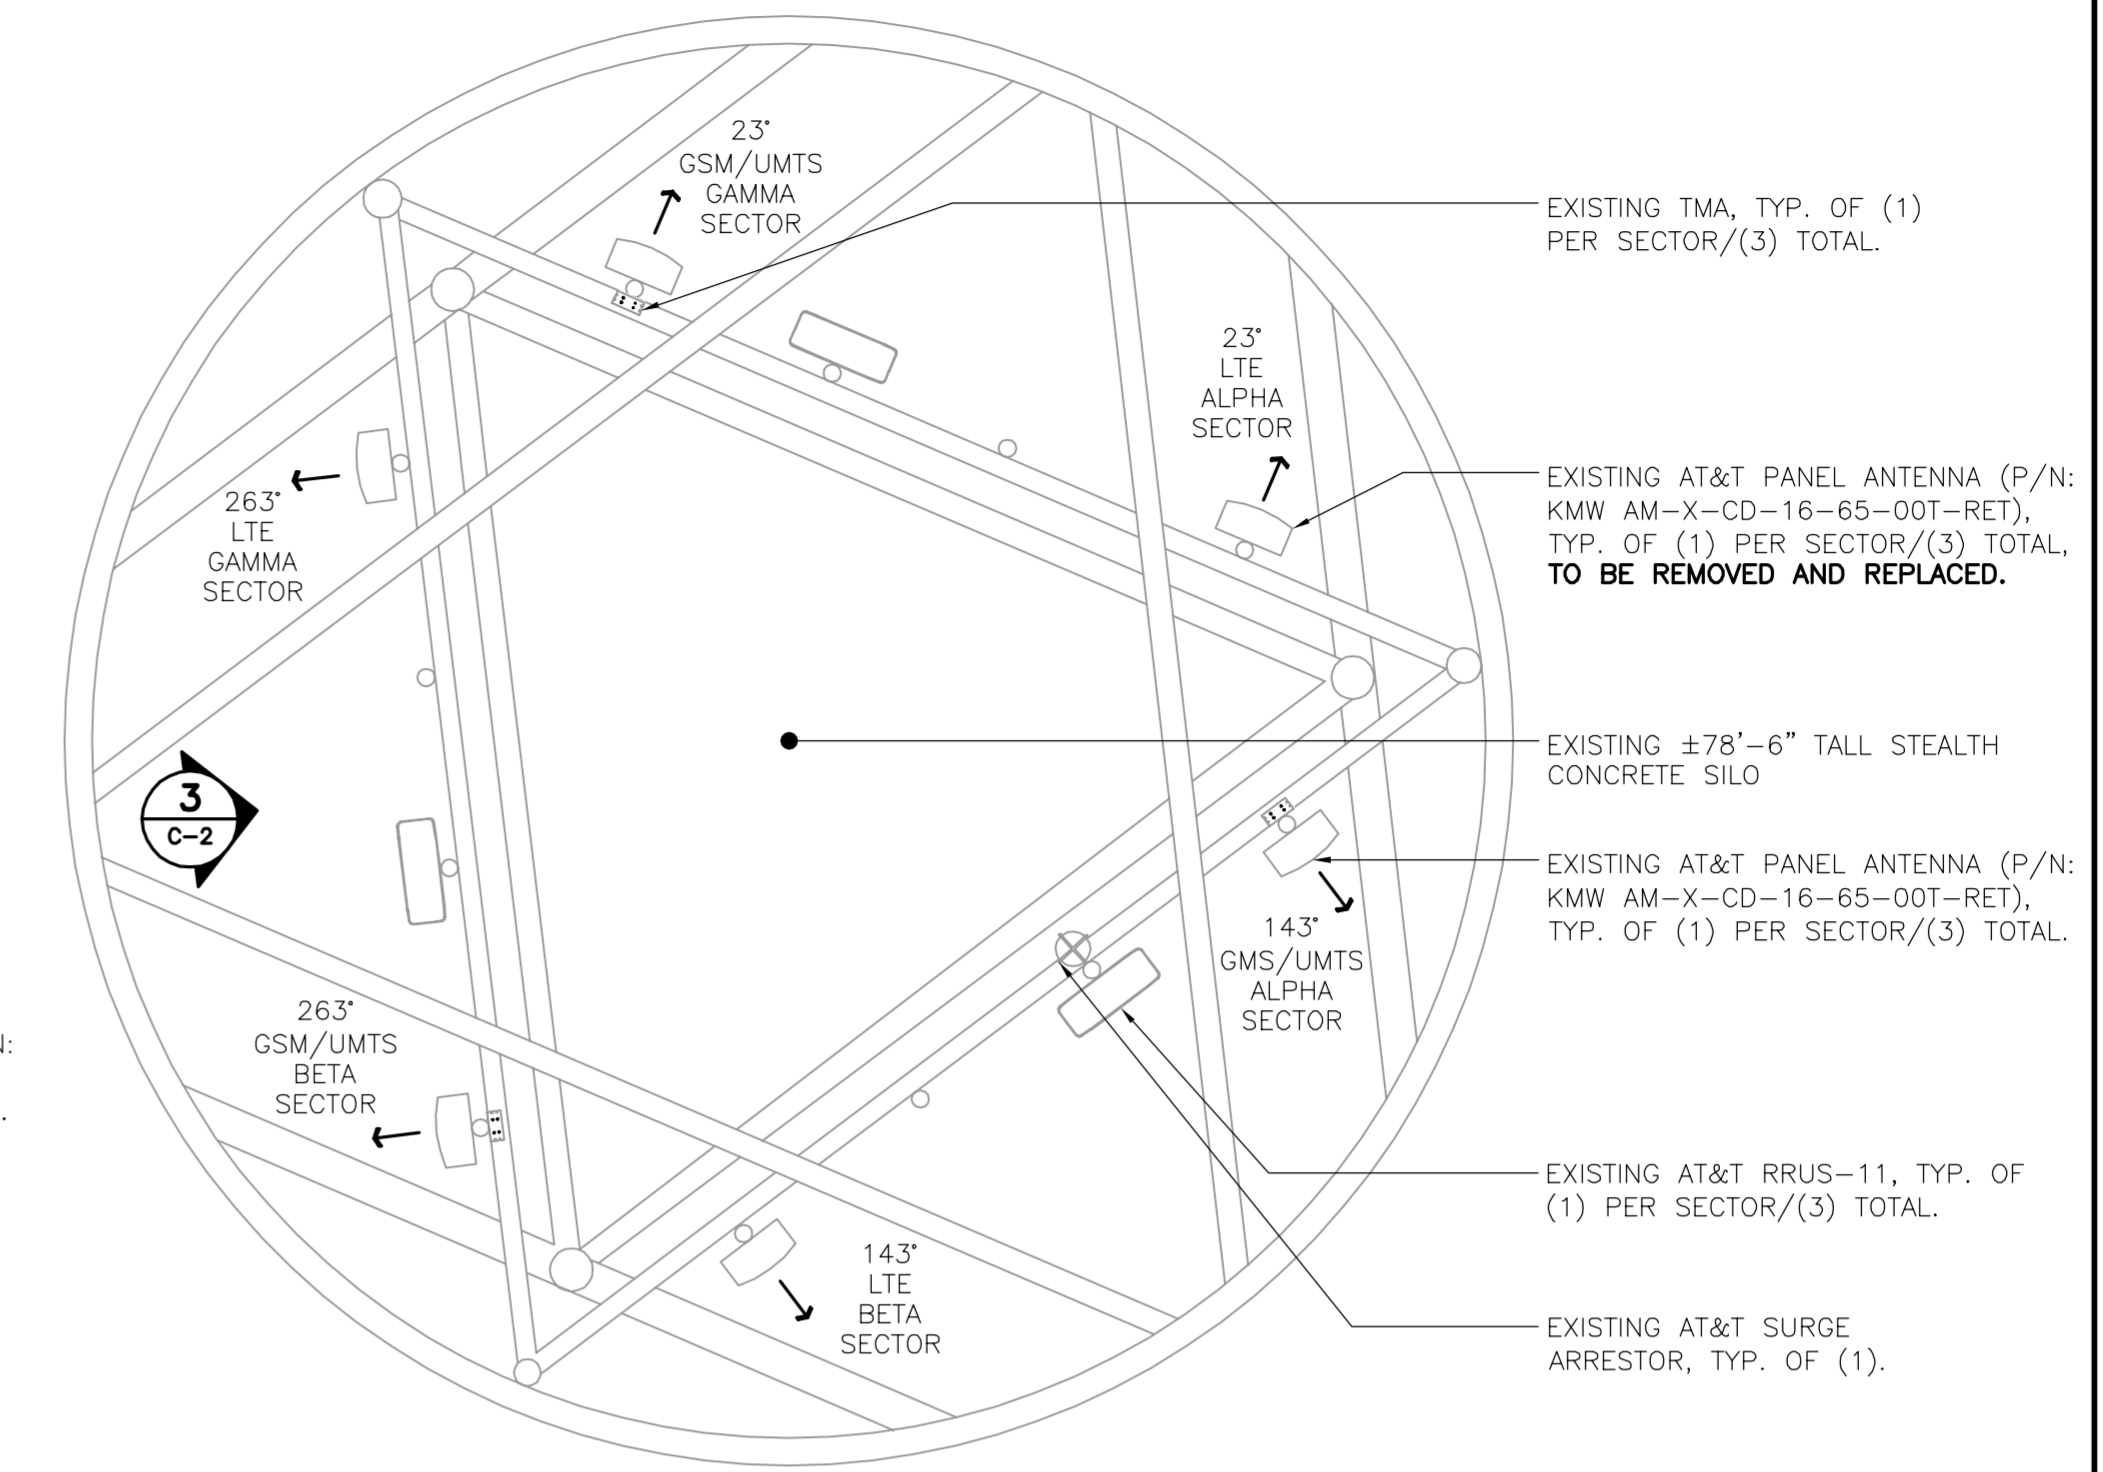 23°
GSM/UMTS
GAMMA
SECTOR
EXISTING TMA, TYP. OF (1)
PER SECTOR/(3) TOTAL.
23°
LTE
ALPHA
SECTOR
EXISTING AT&T PANEL ANTENNA (P/N:
KMW AM-X-CD-16-65-00T-RET),
TYP. OF (1) PER SECTOR/(3) TOTAL,
TO BE REMOVED AND REPLACED.
263°
LTE
GAMMA
SECTOR
EXISTING ±78'-6" TALL STEALTH
CONCRETE SILO
3
C-2
EXISTING AT&T PANEL ANTENNA (P/N:
KMW AM-X-CD-16-65-00T-RET),
TYP. OF (1) PER SECTOR/(3) TOTAL.
143°
GMS/UMTS
ALPHA
SECTOR
263°
GSM/UMTS
BETA
SECTOR
N:
.
EXISTING AT&T RRUS-11, TYP. OF
(1) PER SECTOR/(3) TOTAL.
143°
LTE
BETA
SECTOR
EXISTING AT&T SURGE
ARRESTOR, TYP. OF (1).